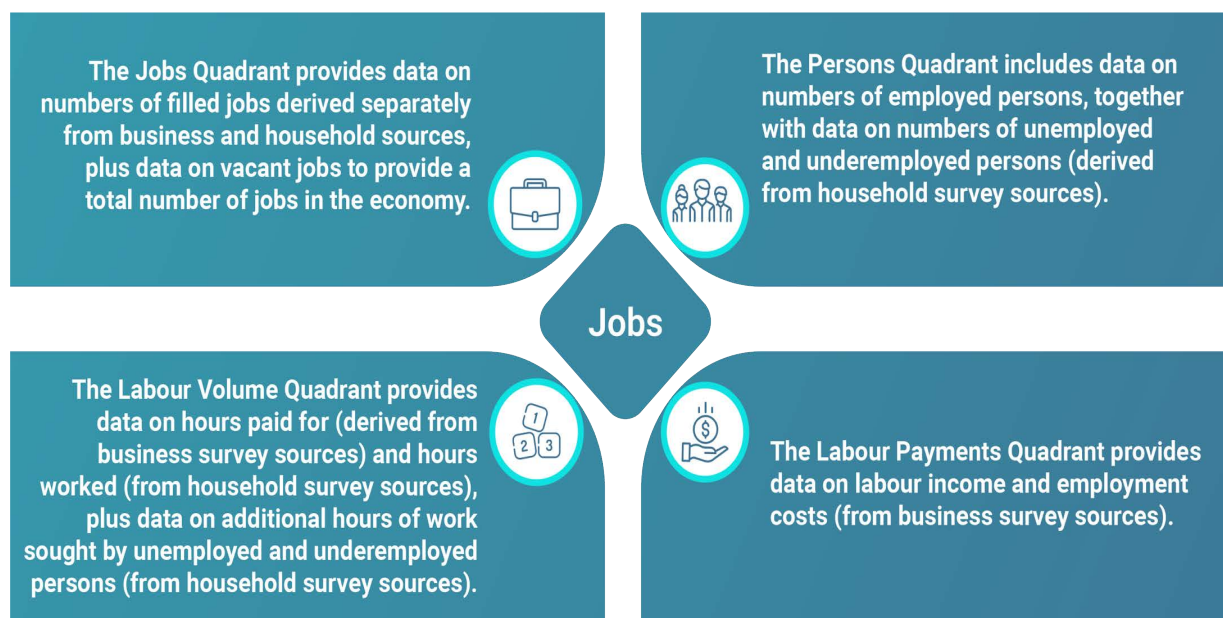 The Jobs Quadrant provides data on
numbers of filled jobs derived separately
from business and household sources,
plus data on vacant jobs to provide a
total number of jobs in the economy.
The Persons Quadrant includes data on
numbers of employed persons, together
with data on numbers of unemployed
and underemployed persons (derived
from household survey sources).
Jobs
The Labour Volume Quadrant provides
data on hours paid for (derived from
business survey sources) and hours
worked (from household survey sources),
plus data on additional hours of work
sought by unemployed and underemployed
persons (from household survey sources).
1
2 3
$
The Labour Payments Quadrant provides
data on labour income and employment
costs (from business survey sources).